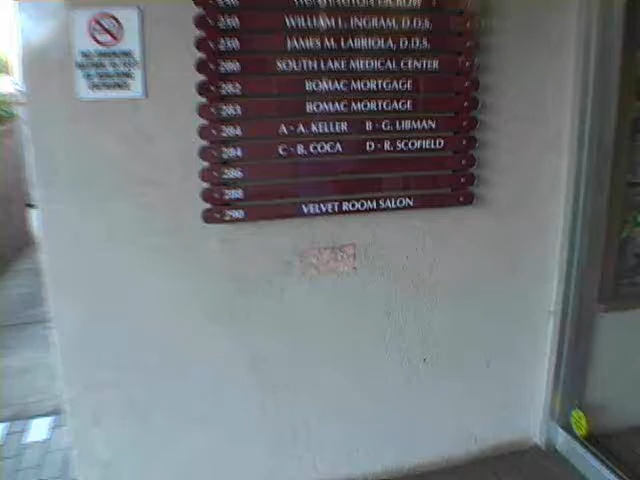 250 WILLIAM L. INGRAM, D.D.S.
250 JAMES M. LABRIOLA, D.D.S.
280 SOUTH LAKE MEDICAL CENTER
282 BOMAC MORTGAGE
283 BOMAC MORTGAGE
284 A - A. KELLER B - G. LIBMAN
284 C - B. COCA D - R. SCOFIELD
286
288
290 VELVET ROOM SALON